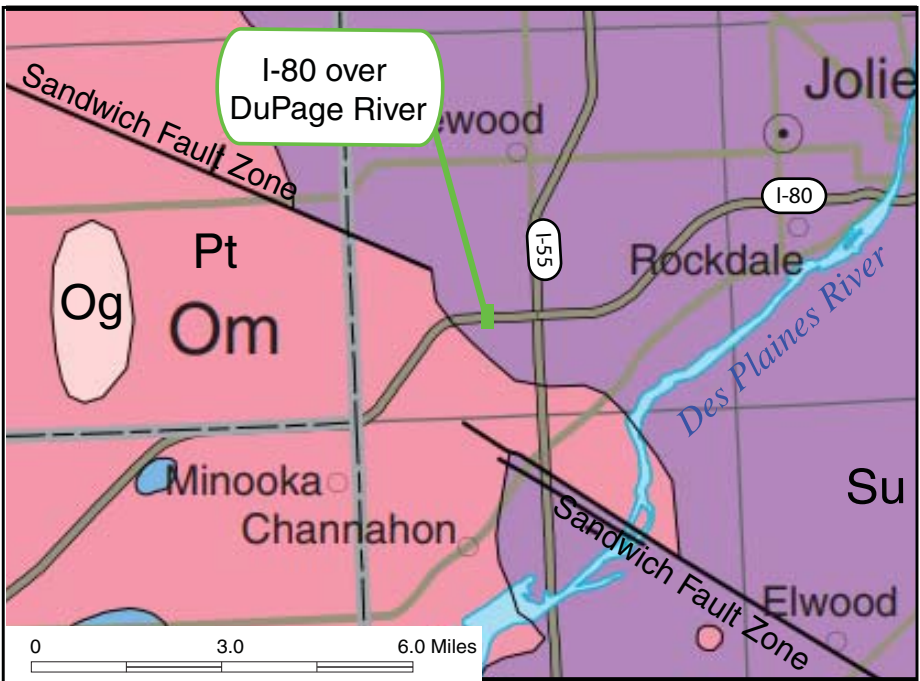 Sandwich Fault Zone
I-80 over
DuPage River
ewood
Jolie
I-80
I-55
Rockdale
Pt
Og
Om
Des Plaines River
Minooka
Channahon
Su
Sandwich Fault Zone
Elwood
0 3.0 6.0 Miles